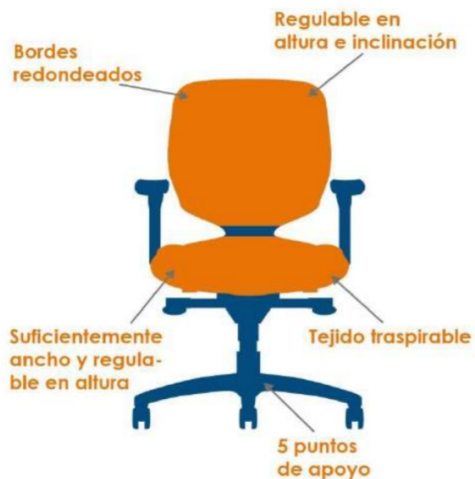 Regulable en
altura e inclinación
Bordes
redondeados
Suficientemente
ancho y regula-
ble en altura
Tejido traspirable
5 puntos
de apoyo